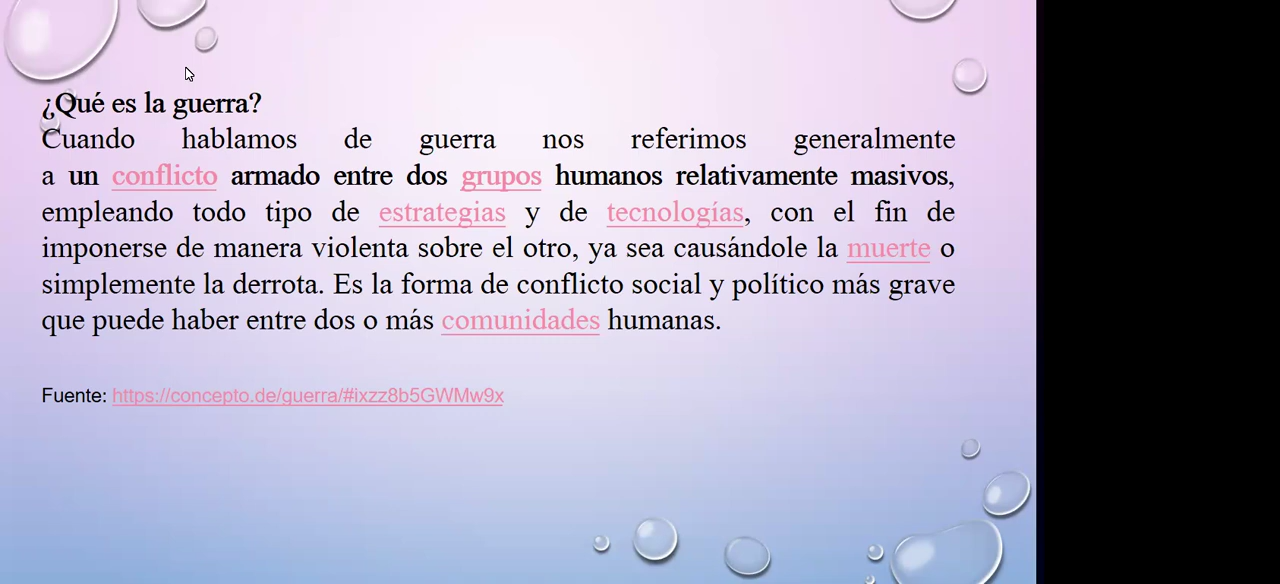 ¿Qué es la guerra?
Cuando hablamos de guerra nos referimos generalmente
a un conflicto armado entre dos grupos humanos relativamente masivos,
empleando todo tipo de estrategias y de tecnologías, con el fin de
imponerse de manera violenta sobre el otro, ya sea causándole la muerte o
simplemente la derrota. Es la forma de conflicto social y político más grave
que puede haber entre dos o más comunidades humanas.
Fuente: https://concepto.de/guerra/#ixzz8b5GWMw9x